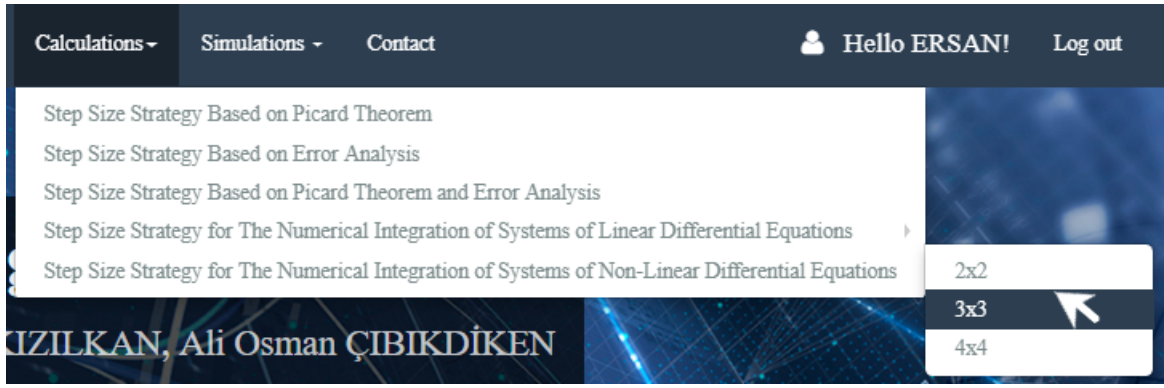 Calculations Simulations Contact Hello ERSAN! Log out
Step Size Strategy Based on Picard Theorem
Step Size Strategy Based on Error Analysis
Step Size Strategy Based on Picard Theorem and Error Analysis
Step Size Strategy for The Numerical Integration of Systems of Linear Differential Equations
Step Size Strategy for The Numerical Integration of Systems of Non-Linear Differential Equations
2x2
3x3
4x4
KIZILKAN, Ali Osman ÇIBIKDİKEN